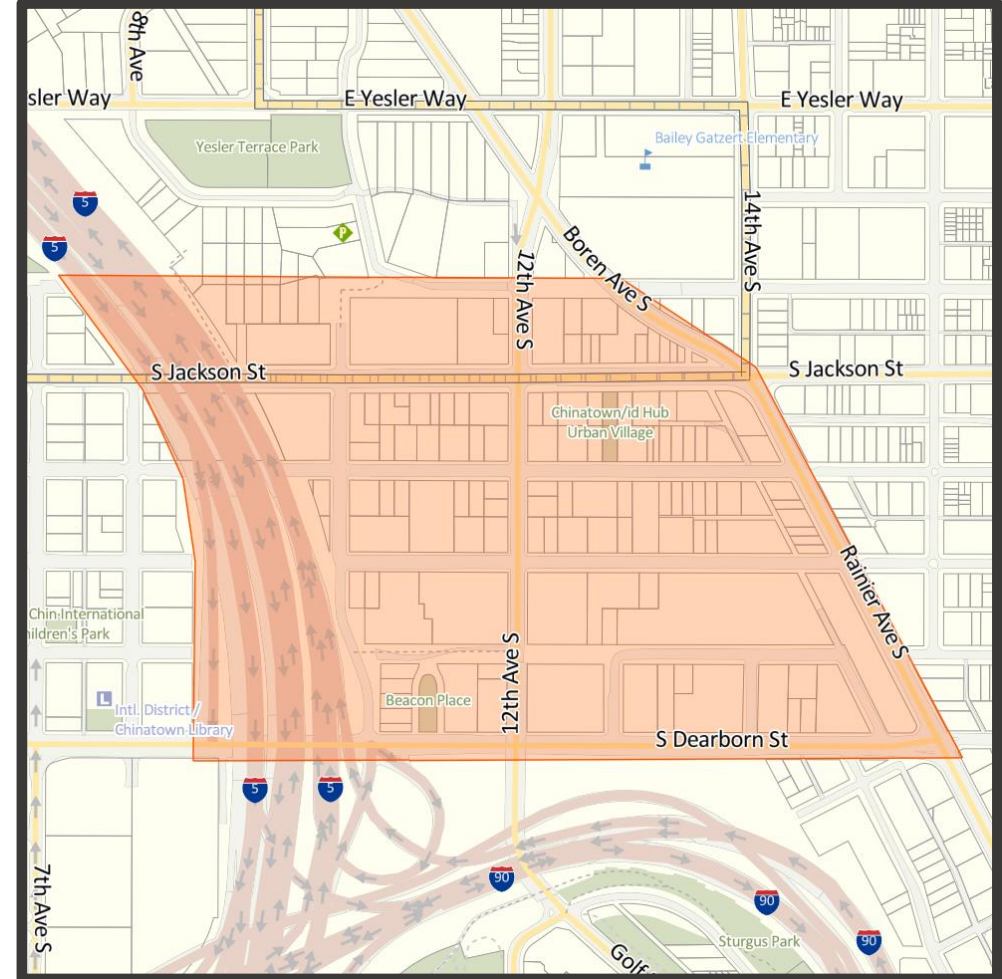 8th Ave
sler Way
E Yesler Way
E Yesler Way
Yesler Terrace Park
Bailey Gatzert Elementary
5
5
P
14th Ave S
Boren Ave S
12th Ave S
S Jackson St
S Jackson St
Chinatown/id Hub
Urban Village
Rainier Ave S
Chin International
hildren's Park
12th Ave S
Beacon Place
L
Intl. District /
Chinatown Library
S Dearborn St
5
5
7th Ave S
90
90
90
Sturgus Park
Golf